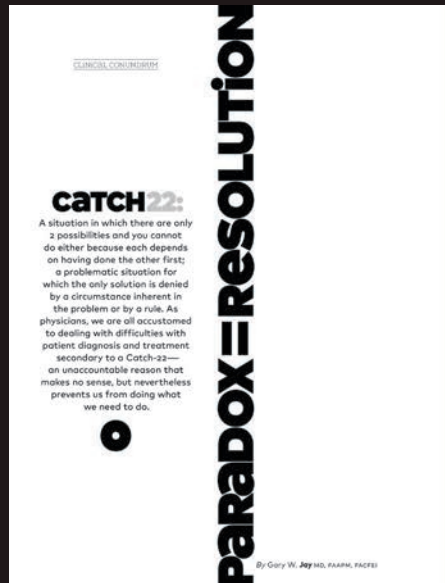 CLINICAL CONUNDRUM
PaRaDOX=ReSOLUTiON
CaTCH22:
A situation in which there are only
2 possibilities and you cannot
do either because each depends
on having done the other first;
a problematic situation for
which the only solution is denied
by a circumstance inherent in
the problem or by a rule. As
physicians, we are all accustomed
to dealing with difficulties with
patient diagnosis and treatment
secondary to a Catch-22—
an unaccountable reason that
makes no sense, but nevertheless
prevents us from doing what
we need to do.
By Gary W. Jay MD, FAAPM, FACFEI